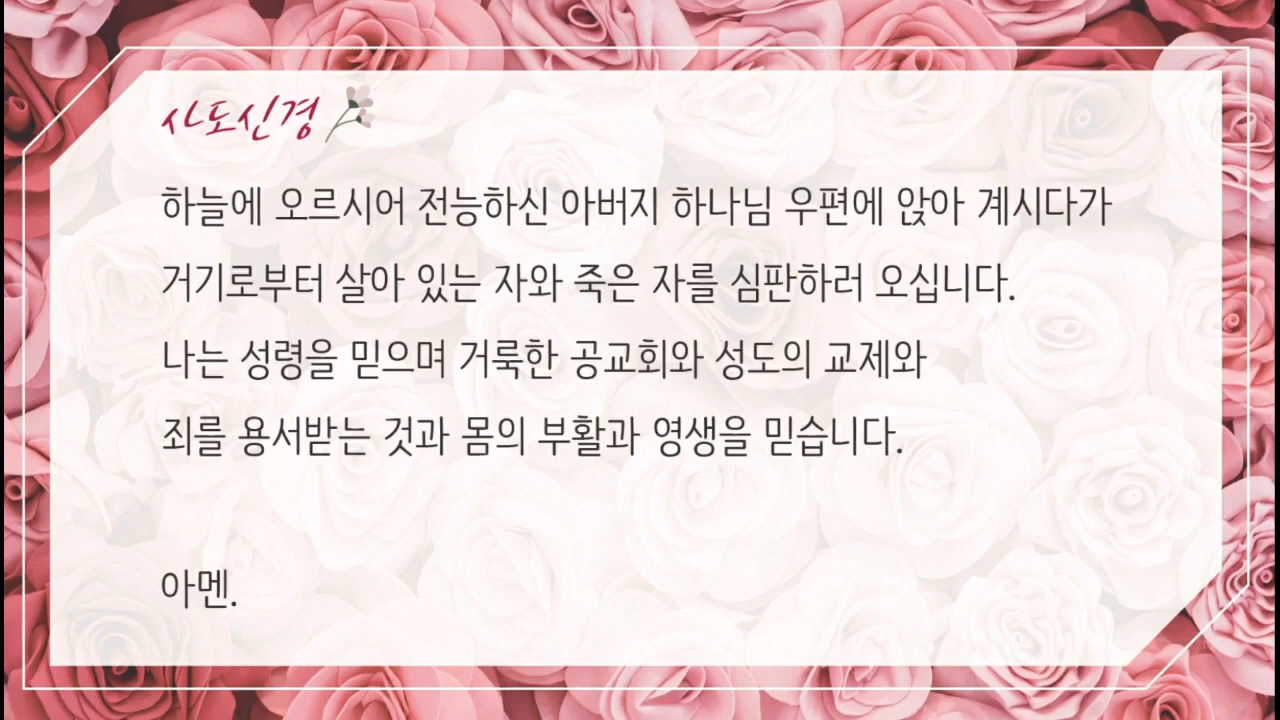 사도신경
하늘에 오르시어 전능하신 아버지 하나님 우편에 앉아 계시다가
거기로부터 살아 있는 자와 죽은 자를 심판하러 오십니다.
나는 성령을 믿으며 거룩한 공교회와 성도의 교제와
죄를 용서받는 것과 몸의 부활과 영생을 믿습니다.
아멘.